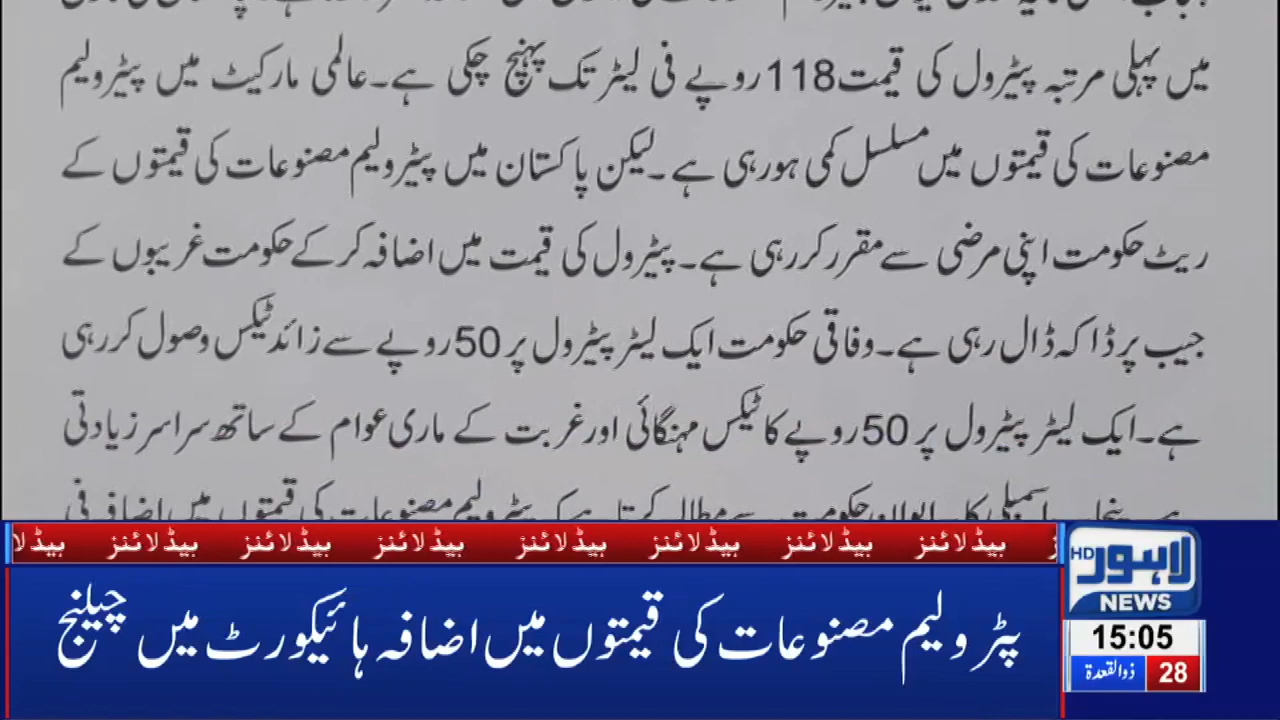 میں پہلی مرتبہ پیٹرول کی قیمت 118 روپے فی لیٹر تک پہنچ چکی ہے۔ عالمی مارکیٹ میں پیٹرولیم
مصنوعات کی قیمتوں میں مسلسل کمی ہورہی ہے۔ لیکن پاکستان میں پیٹرولیم مصنوعات کی قیمتوں کے
ریٹ حکومت اپنی مرضی سے مقرر کررہی ہے۔ پیٹرول کی قیمت میں اضافہ کرکے حکومت غریبوں کے
جیب پر ڈاکہ ڈال رہی ہے۔ وفاقی حکومت ایک لیٹر پیٹرول پر 50 روپے سے زائد ٹیکس وصول کررہی
ہے۔ ایک لیٹر پیٹرول پر 50 روپے کا ٹیکس مہنگائی اور غربت کے ماری عوام کے ساتھ سراسر زیادتی
ہیڈلائنز ہیڈلائنز ہیڈلائنز ہیڈلائنز ہیڈلائنز ہیڈلائنز ہیڈلائنز ہیڈلا
پٹرولیم مصنوعات کی قیمتوں میں اضافہ ہائیکورٹ میں چیلنج
لاہور HD
NEWS
15:05
28 ذوالقعدة